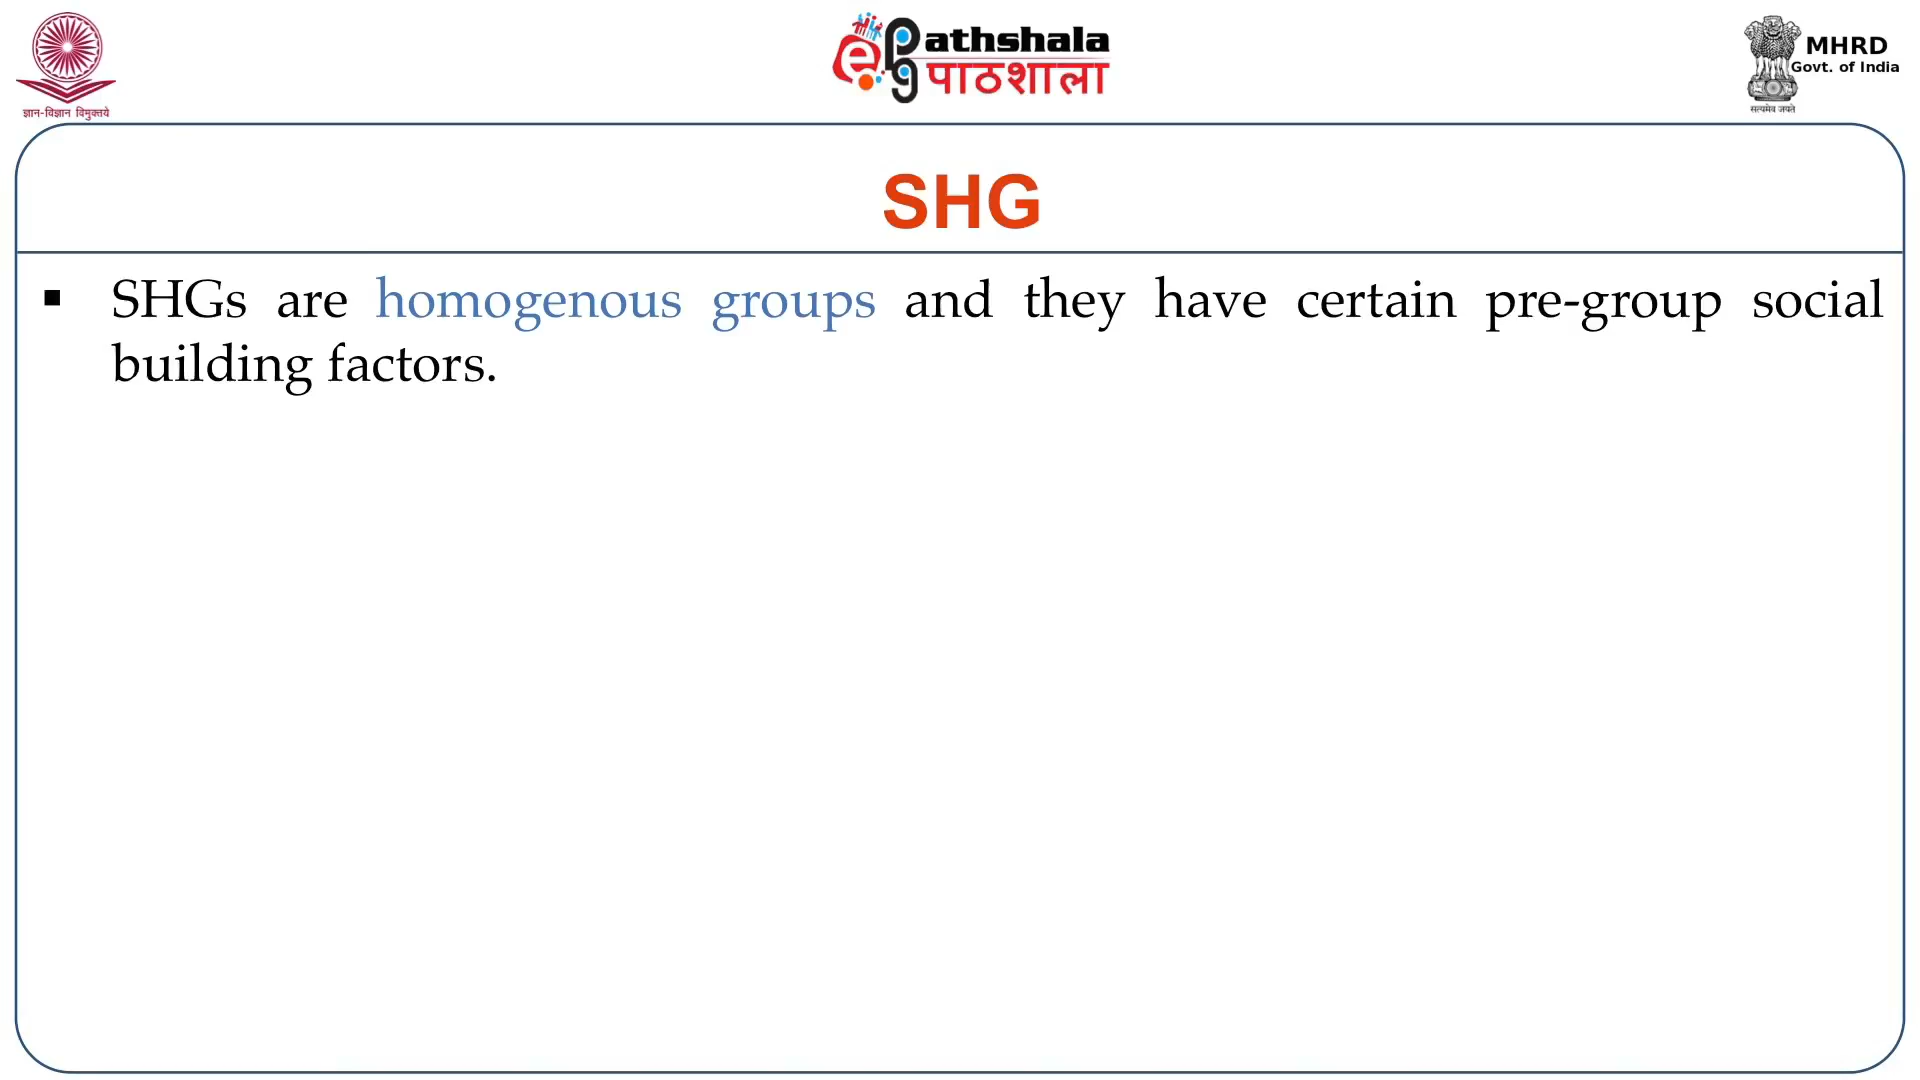 ज्ञान-विज्ञान विमुक्तये
ePgPathshala
पाठशाला
MHRD
Govt. of India
सत्यमेव जयते
SHG
▪ SHGs are homogenous groups and they have certain pre-group social
building factors.